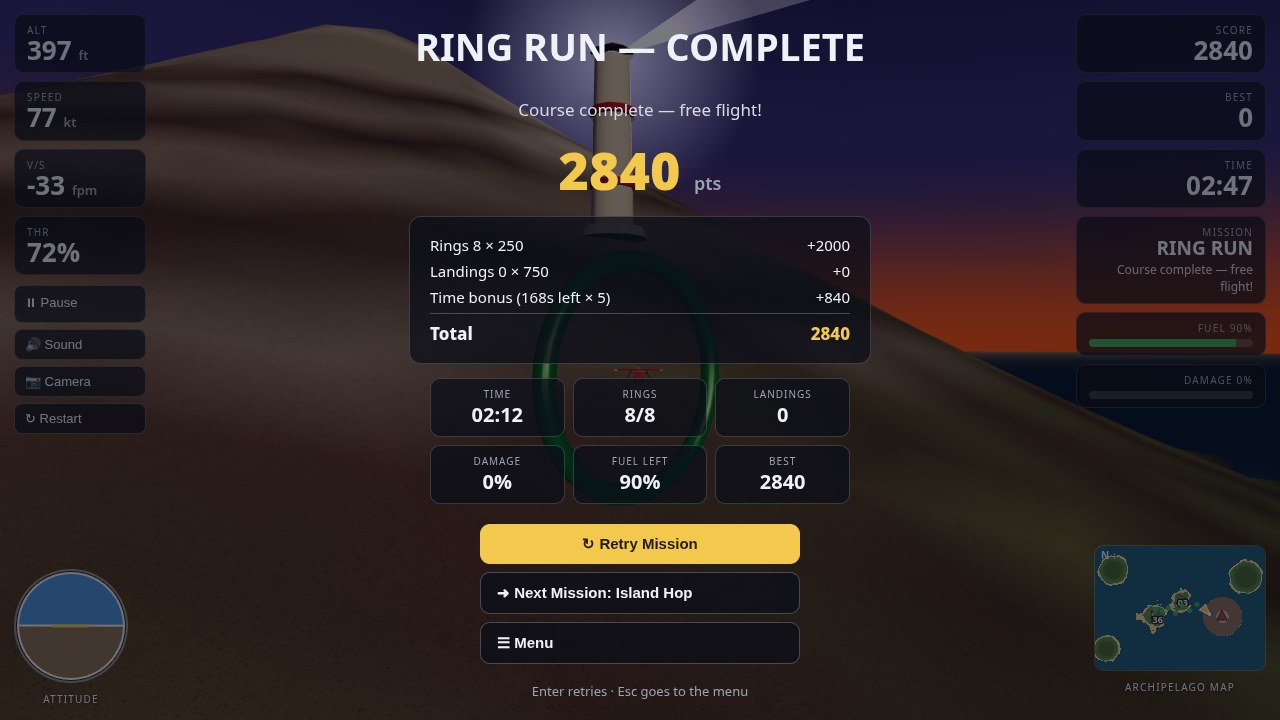 ALT
397 ft
SPEED
77 kt
V/S
-33 fpm
THR
72%
⏸ Pause
🔊 Sound
📷 Camera
↻ Restart
ATTITUDE
RING RUN — COMPLETE
Course complete — free flight!
2840 pts
Rings 8 × 250 +2000
Landings 0 × 750 +0
Time bonus (168s left × 5) +840
Total 2840
TIME
02:12
RINGS
8/8
LANDINGS
0
DAMAGE
0%
FUEL LEFT
90%
BEST
2840
↻ Retry Mission
➜ Next Mission: Island Hop
☰ Menu
Enter retries · Esc goes to the menu
SCORE
2840
BEST
0
TIME
02:47
MISSION
RING RUN
Course complete — free
flight!
FUEL 90%
DAMAGE 0%
N
03
36
ARCHIPELAGO MAP